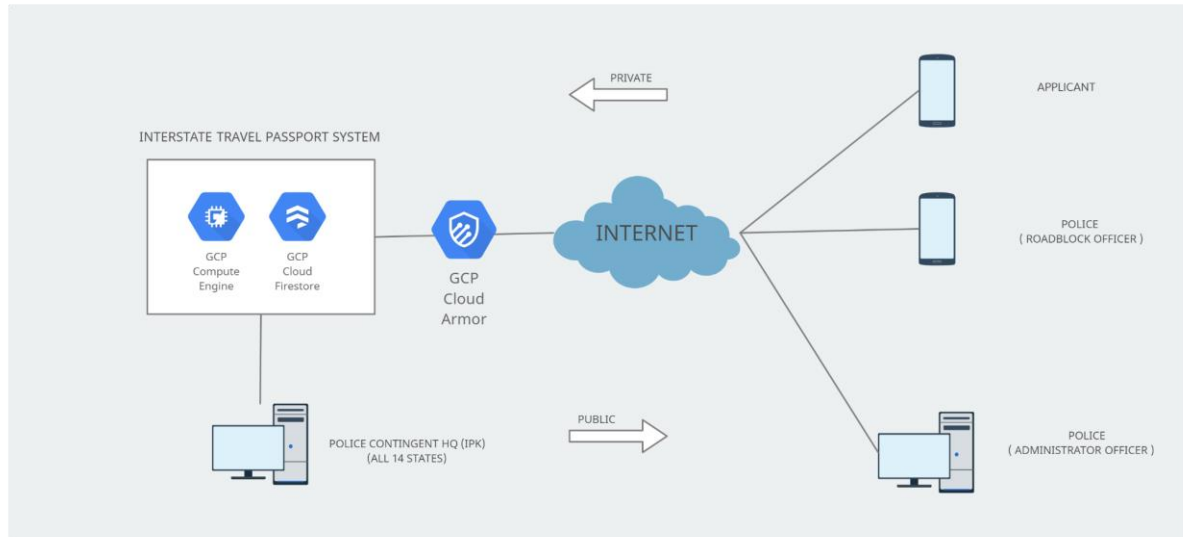 PRIVATE
APPLICANT
INTERSTATE TRAVEL PASSPORT SYSTEM
GCP
Compute
Engine
GCP
Cloud
Firestore
GCP
Cloud
Armor
INTERNET
POLICE
( ROADBLOCK OFFICER )
POLICE CONTINGENT HQ (IPK)
(ALL 14 STATES)
PUBLIC
POLICE
( ADMINISTRATOR OFFICER )